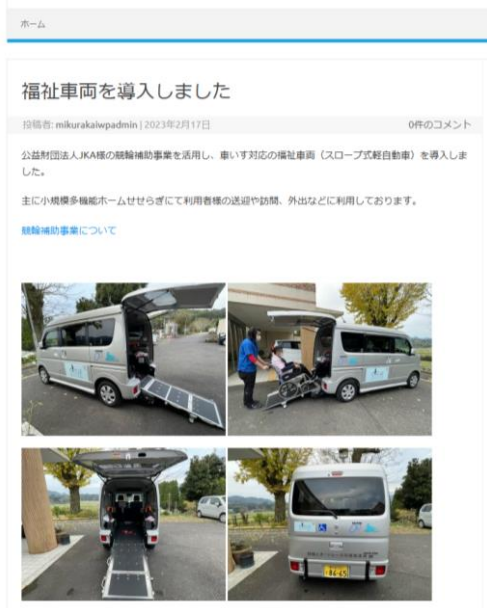 ホーム
福祉車両を導入しました
投稿者: mikurakaiwpadmin | 2023年2月17日
0件のコメント
公益財団法人JKA様の競輪補助事業を活用し、車いす対応の福祉車両（スロープ式軽自動車）を導入しま
した。
主に小規模多機能ホームせせらぎにて利用者様の送迎や訪問、外出などに利用しております。
競輪補助事業について